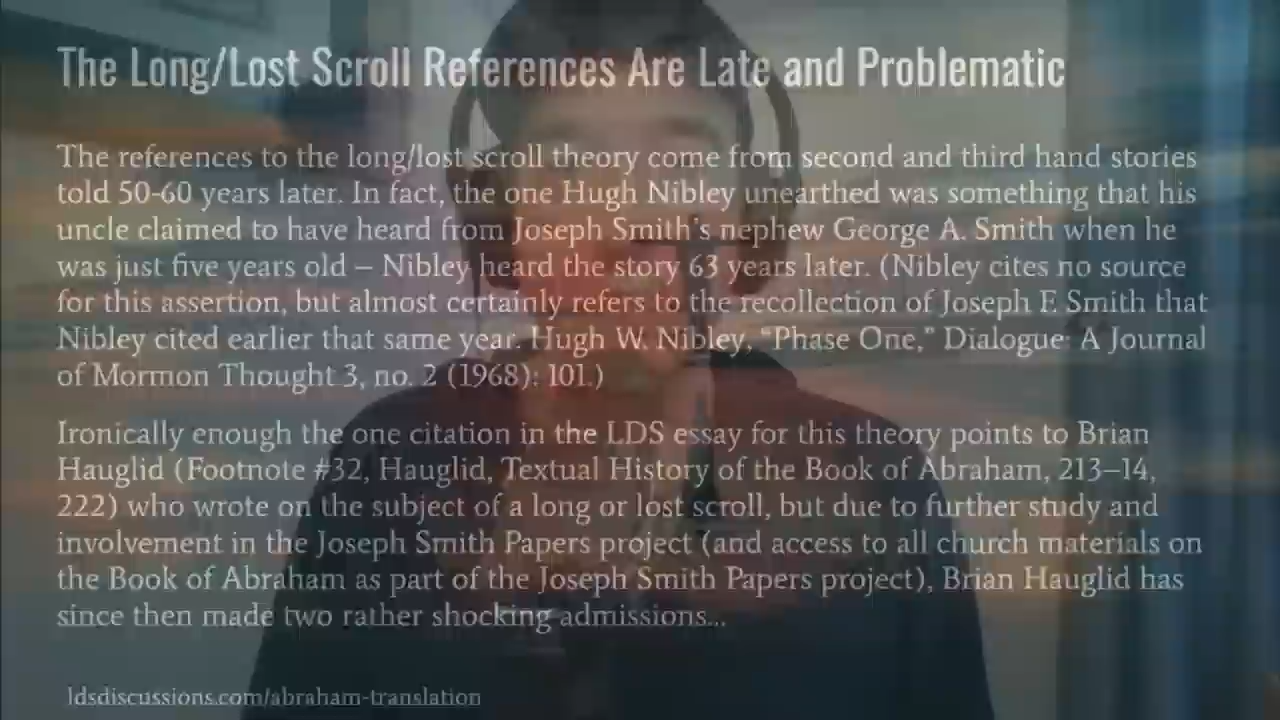 The Long/Lost Scroll References Are Late and Problematic
The references to the long/lost scroll theory come from second and third hand stories
told 50-60 years later. In fact, the one Hugh Nibley unearthed was something that his
uncle claimed to have heard from Joseph Smith's nephew George A. Smith when he
was just five years old – Nibley heard the story 63 years later. (Nibley cites no source
for this assertion, but almost certainly refers to the recollection of Joseph F. Smith that
Nibley cited earlier that same year. Hugh W. Nibley, “Phase One,” Dialogue: A Journal
of Mormon Thought 3, no. 2 (1968): 101.)
Ironically enough the one citation in the LDS essay for this theory points to Brian
Hauglid (Footnote #32, Hauglid, Textual History of the Book of Abraham, 213–14,
222) who wrote on the subject of a long or lost scroll, but due to further study and
involvement in the Joseph Smith Papers project (and access to all church materials on
the Book of Abraham as part of the Joseph Smith Papers project), Brian Hauglid has
since then made two rather shocking admissions...
ldsdiscussions.com/abraham-translation